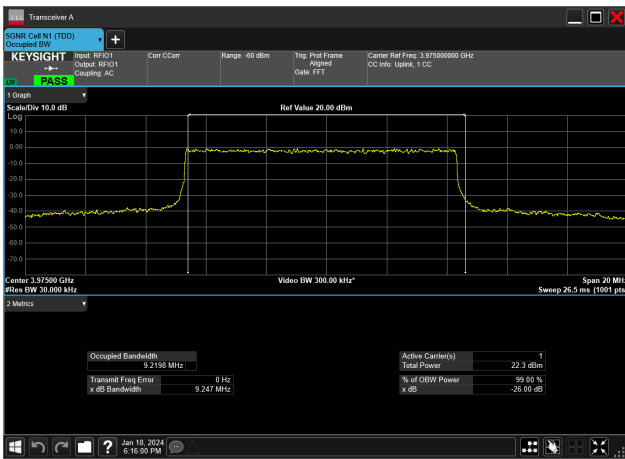 Transceiver A
5GNR Cell N1 (TDD)
Occupied BW
KEYSIGHT
PASS
Input: RFIO1
Output: RFIO1
Coupling: AC
Corr CCorr
Range: -60 dBm
Trig: Prot Frame
Aligned
Gate: FFT
Carrier Ref Freq: 3.975000000 GHz
CC Info: Uplink, 1 CC
1 Graph
Scale/Div 10.0 dB
Ref Value 20.00 dBm
Log
10.0
0.00
-10.0
-20.0
-30.0
-40.0
-50.0
-60.0
-70.0
Center 3.97500 GHz
Video BW 300.00 kHz*
Span 20 MHz
#Res BW 30.000 kHz
Sweep 26.5 ms (1001 pts
2 Metrics
Occupied Bandwidth
9.2198 MHz
Transmit Freq Error 0 Hz
x dB Bandwidth 9.247 MHz
Active Carrier(s) 1
Total Power 22.3 dBm
% of OBW Power 99.00 %
x dB -26.00 dB
Jan 18, 2024
6:16:00 PM